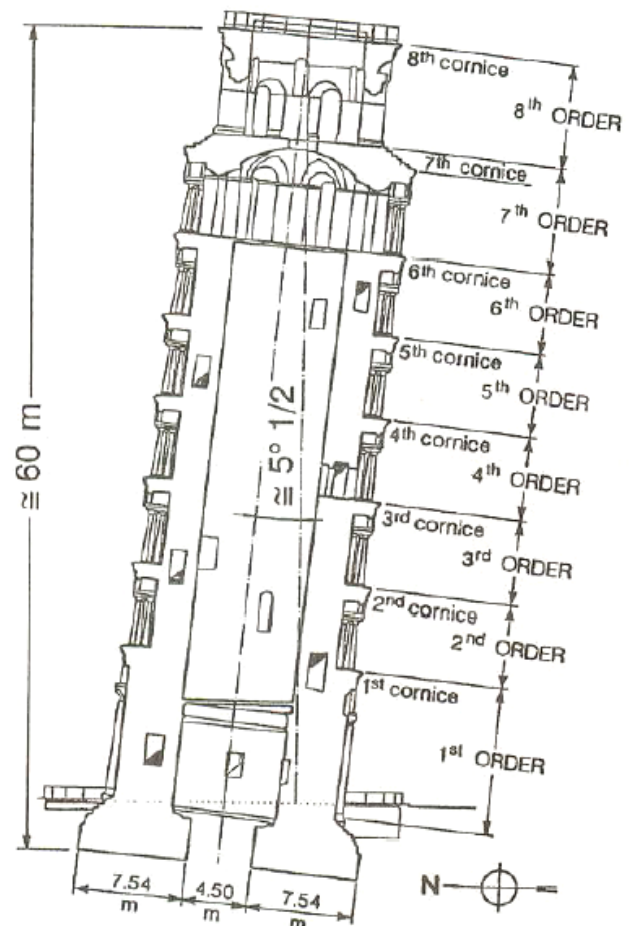 8th cornice
8th ORDER
7th cornice
7th ORDER
6th cornice
6th ORDER
5th cornice
5th ORDER
≅ 60 m
≅ 5° 1/2
4th cornice
4th ORDER
3rd cornice
3rd ORDER
2nd cornice
2nd ORDER
1st cornice
1st ORDER
7.54 m
4.50 m
7.54 m
N